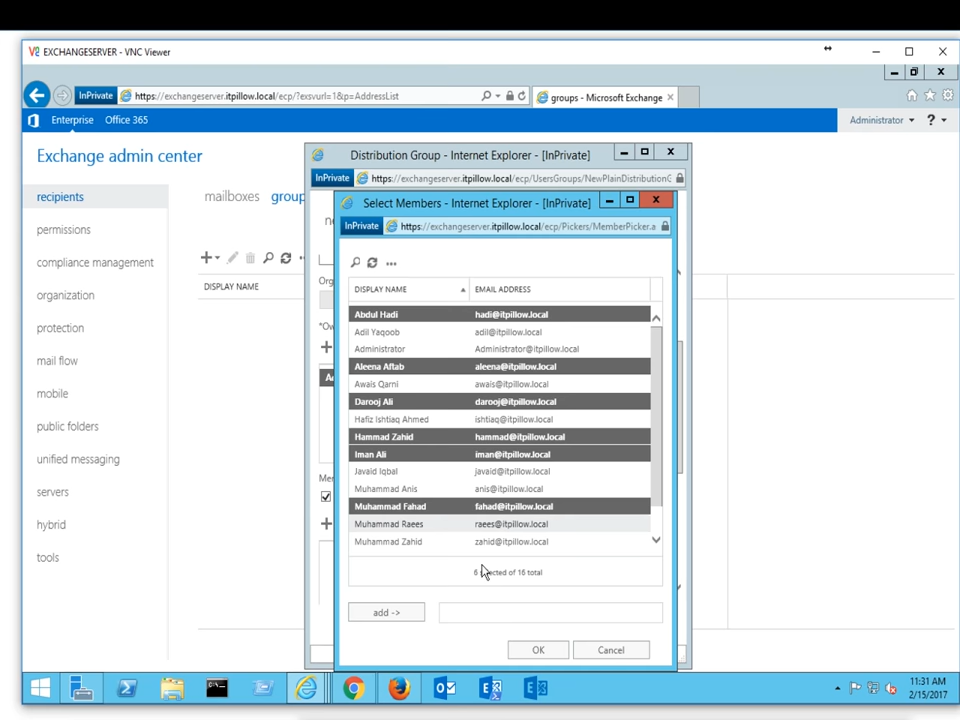 EXCHANGESERVER - VNC Viewer
InPrivate
https://exchangeserver.itpillow.local/ecp/?exsvurl=1&p=AddressList
groups - Microsoft Exchange
Enterprise
Office 365
Administrator
?
Exchange admin center
recipients
permissions
compliance management
organization
protection
mail flow
mobile
public folders
unified messaging
servers
hybrid
tools
mailboxes
group
DISPLAY NAME
Distribution Group - Internet Explorer - [InPrivate]
InPrivate
https://exchangeserver.itpillow.local/ecp/UsersGroups/NewPlainDistributionG
Select Members - Internet Explorer - [InPrivate]
InPrivate
https://exchangeserver.itpillow.local/ecp/Pickers/MemberPicker.a
DISPLAY NAME EMAIL ADDRESS
Abdul Hadi hadi@itpillow.local
Adil Yaqoob adil@itpillow.local
Administrator Administrator@itpillow.local
Aleena Aftab aleena@itpillow.local
Awais Qarni awais@itpillow.local
Darooj Ali darooj@itpillow.local
Hafiz Ishtiaq Ahmed ishtiaq@itpillow.local
Hammad Zahid hammad@itpillow.local
Iman Ali iman@itpillow.local
Javaid Iqbal javaid@itpillow.local
Muhammad Anis anis@itpillow.local
Muhammad Fahad fahad@itpillow.local
Muhammad Raees raees@itpillow.local
Muhammad Zahid zahid@itpillow.local
6 selected of 16 total
add ->
OK
Cancel
11:31 AM
2/15/2017